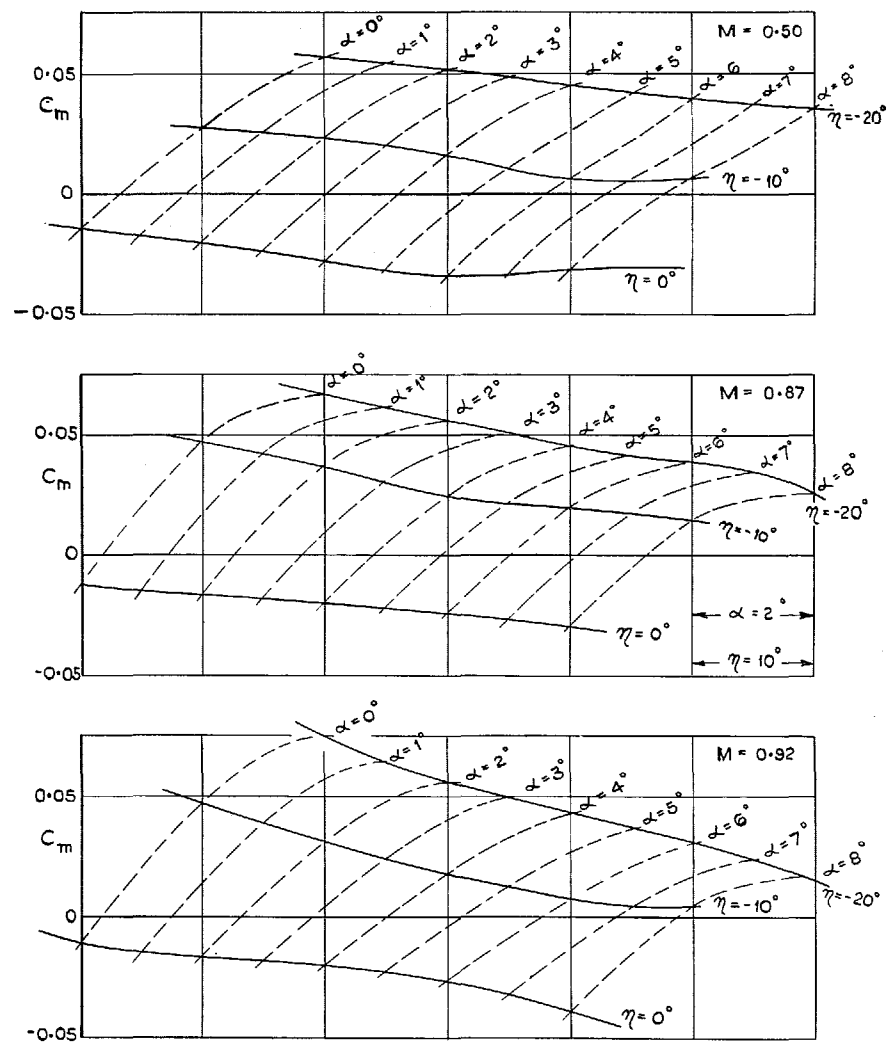 α=0° α=1° α=2° α=3° α=4° α=5° α=6 α=7° α=8°
M = 0.50
0.05
Cm
η=-20°
η=-10°
0
η=0°
-0.05
α=0° α=1° α=2° α=3° α=4° α=5° α=6° α=7° α=8°
M = 0.87
0.05
Cm
η=-20°
η=-10°
0
α=2°
η=0°
η=10°
-0.05
α=0° α=1° α=2° α=3° α=4° α=5° α=6° α=7° α=8°
M = 0.92
0.05
Cm
η=-20°
η=-10°
0
η=0°
-0.05